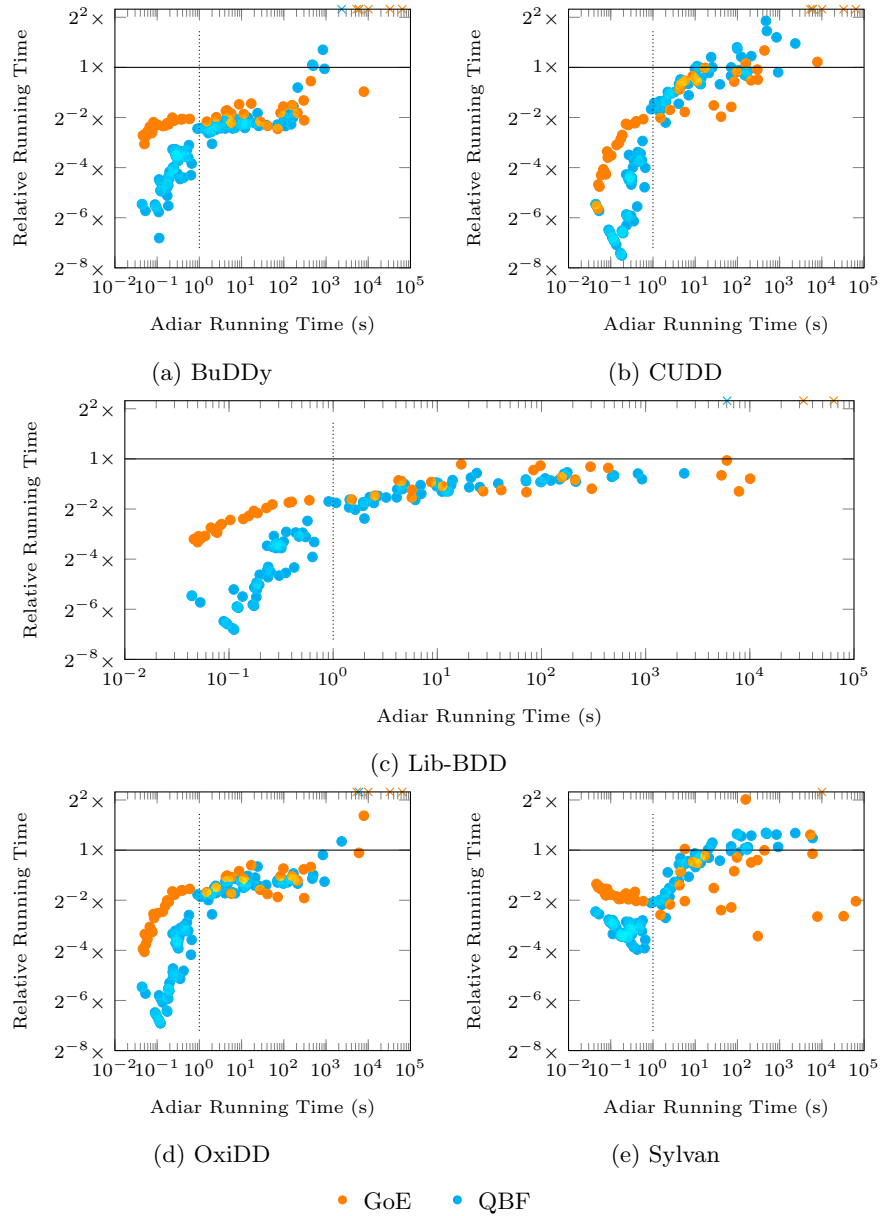 2^2×
1×
2^−2×
2^−4×
2^−6×
2^−8×
Relative Running Time
10^−2 10^−1 10^0 10^1 10^2 10^3 10^4 10^5
Adiar Running Time (s)
(a) BuDDy
2^2×
1×
2^−2×
2^−4×
2^−6×
2^−8×
Relative Running Time
10^−2 10^−1 10^0 10^1 10^2 10^3 10^4 10^5
Adiar Running Time (s)
(b) CUDD
2^2×
1×
2^−2×
2^−4×
2^−6×
2^−8×
Relative Running Time
10^−2 10^−1 10^0 10^1 10^2 10^3 10^4 10^5
Adiar Running Time (s)
(c) Lib-BDD
2^2×
1×
2^−2×
2^−4×
2^−6×
2^−8×
Relative Running Time
10^−2 10^−1 10^0 10^1 10^2 10^3 10^4 10^5
Adiar Running Time (s)
(d) OxiDD
2^2×
1×
2^−2×
2^−4×
2^−6×
2^−8×
Relative Running Time
10^−2 10^−1 10^0 10^1 10^2 10^3 10^4 10^5
Adiar Running Time (s)
(e) Sylvan
GoE QBF